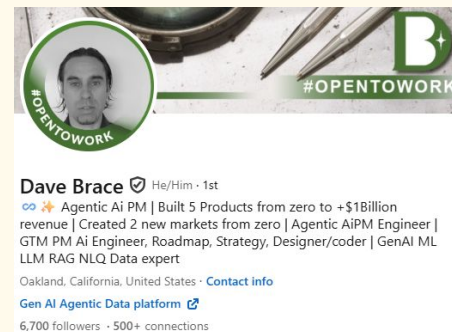 B+
#OPENTOWORK
#OPENTOWORK
Dave Brace He/Him · 1st
Agentic Ai PM | Built 5 Products from zero to +$1Billion
revenue | Created 2 new markets from zero | Agentic AiPM Engineer |
GTM PM Ai Engineer, Roadmap, Strategy, Designer/coder | GenAI ML
LLM RAG NLQ Data expert
Oakland, California, United States · Contact info
Gen AI Agentic Data platform
6,700 followers · 500+ connections